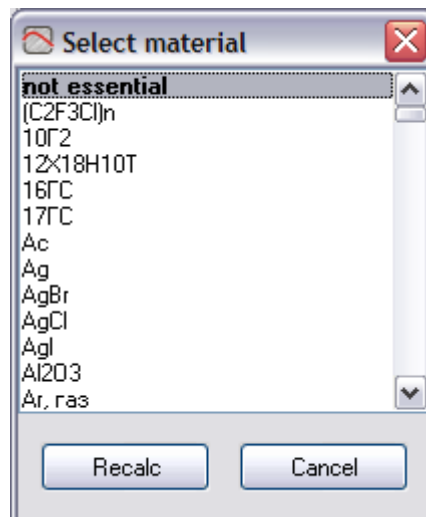 Select material
not essential
(C2F3Cl)n
10Г2
12Х18Н10Т
16ГС
17ГС
Ac
Ag
AgBr
AgCl
AgI
Al2O3
Ar, газ
Recalc
Cancel